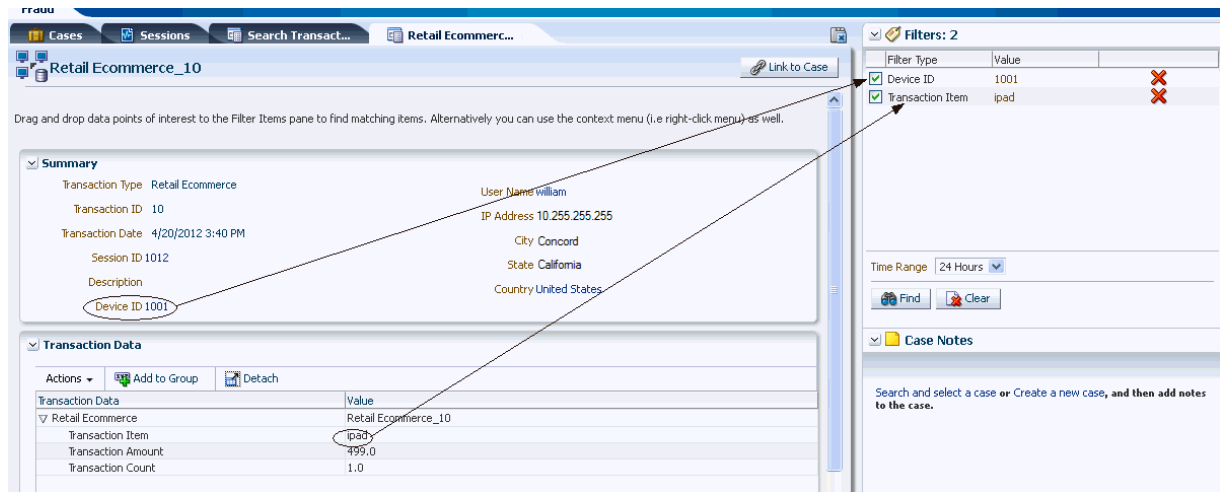 Fraud
Cases
Sessions
Search Transact...
Retail Ecommerc...
Retail Ecommerce_10
Link to Case
Drag and drop data points of interest to the Filter Items pane to find matching items. Alternatively you can use the context menu (i.e right-click menu) as well.
Summary
Transaction Type Retail Ecommerce
Transaction ID 10
Transaction Date 4/20/2012 3:40 PM
Session ID 1012
Description
Device ID 1001
User Name william
IP Address 10.255.255.255
City Concord
State California
Country United States
Transaction Data
Actions
Add to Group
Detach
Transaction Data Value
Retail Ecommerce Retail Ecommerce_10
Transaction Item ipad
Transaction Amount 499.0
Transaction Count 1.0
Filters: 2
Filter Type Value
Device ID 1001
Transaction Item ipad
Time Range 24 Hours
Find
Clear
Case Notes
Search and select a case or Create a new case, and then add notes
to the case.